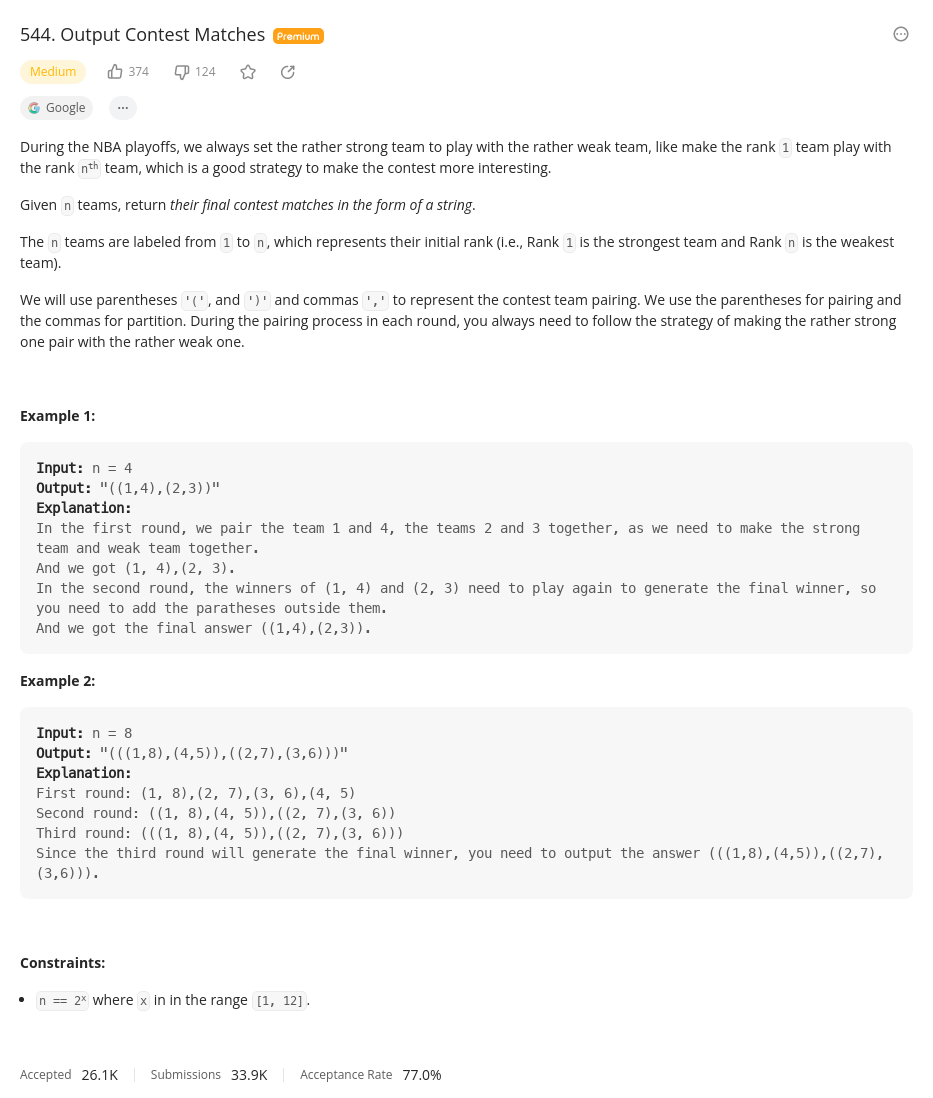 544. Output Contest Matches Premium
Medium 374 124
Google ...
During the NBA playoffs, we always set the rather strong team to play with the rather weak team, like make the rank 1 team play with
the rank nth team, which is a good strategy to make the contest more interesting.
Given n teams, return their final contest matches in the form of a string.
The n teams are labeled from 1 to n, which represents their initial rank (i.e., Rank 1 is the strongest team and Rank n is the weakest
team).
We will use parentheses '(', and ')' and commas ',' to represent the contest team pairing. We use the parentheses for pairing and
the commas for partition. During the pairing process in each round, you always need to follow the strategy of making the rather strong
one pair with the rather weak one.
Example 1:
Input: n = 4
Output: "((1,4),(2,3))"
Explanation:
In the first round, we pair the team 1 and 4, the teams 2 and 3 together, as we need to make the strong
team and weak team together.
And we got (1, 4),(2, 3).
In the second round, the winners of (1, 4) and (2, 3) need to play again to generate the final winner, so
you need to add the paratheses outside them.
And we got the final answer ((1,4),(2,3)).
Example 2:
Input: n = 8
Output: "(((1,8),(4,5)),((2,7),(3,6)))"
Explanation:
First round: (1, 8),(2, 7),(3, 6),(4, 5)
Second round: ((1, 8),(4, 5)),((2, 7),(3, 6))
Third round: (((1, 8),(4, 5)),((2, 7),(3, 6)))
Since the third round will generate the final winner, you need to output the answer (((1,8),(4,5)),((2,7),
(3,6))).
Constraints:
• n == 2x where x in in the range [1, 12].
Accepted 26.1K Submissions 33.9K Acceptance Rate 77.0%